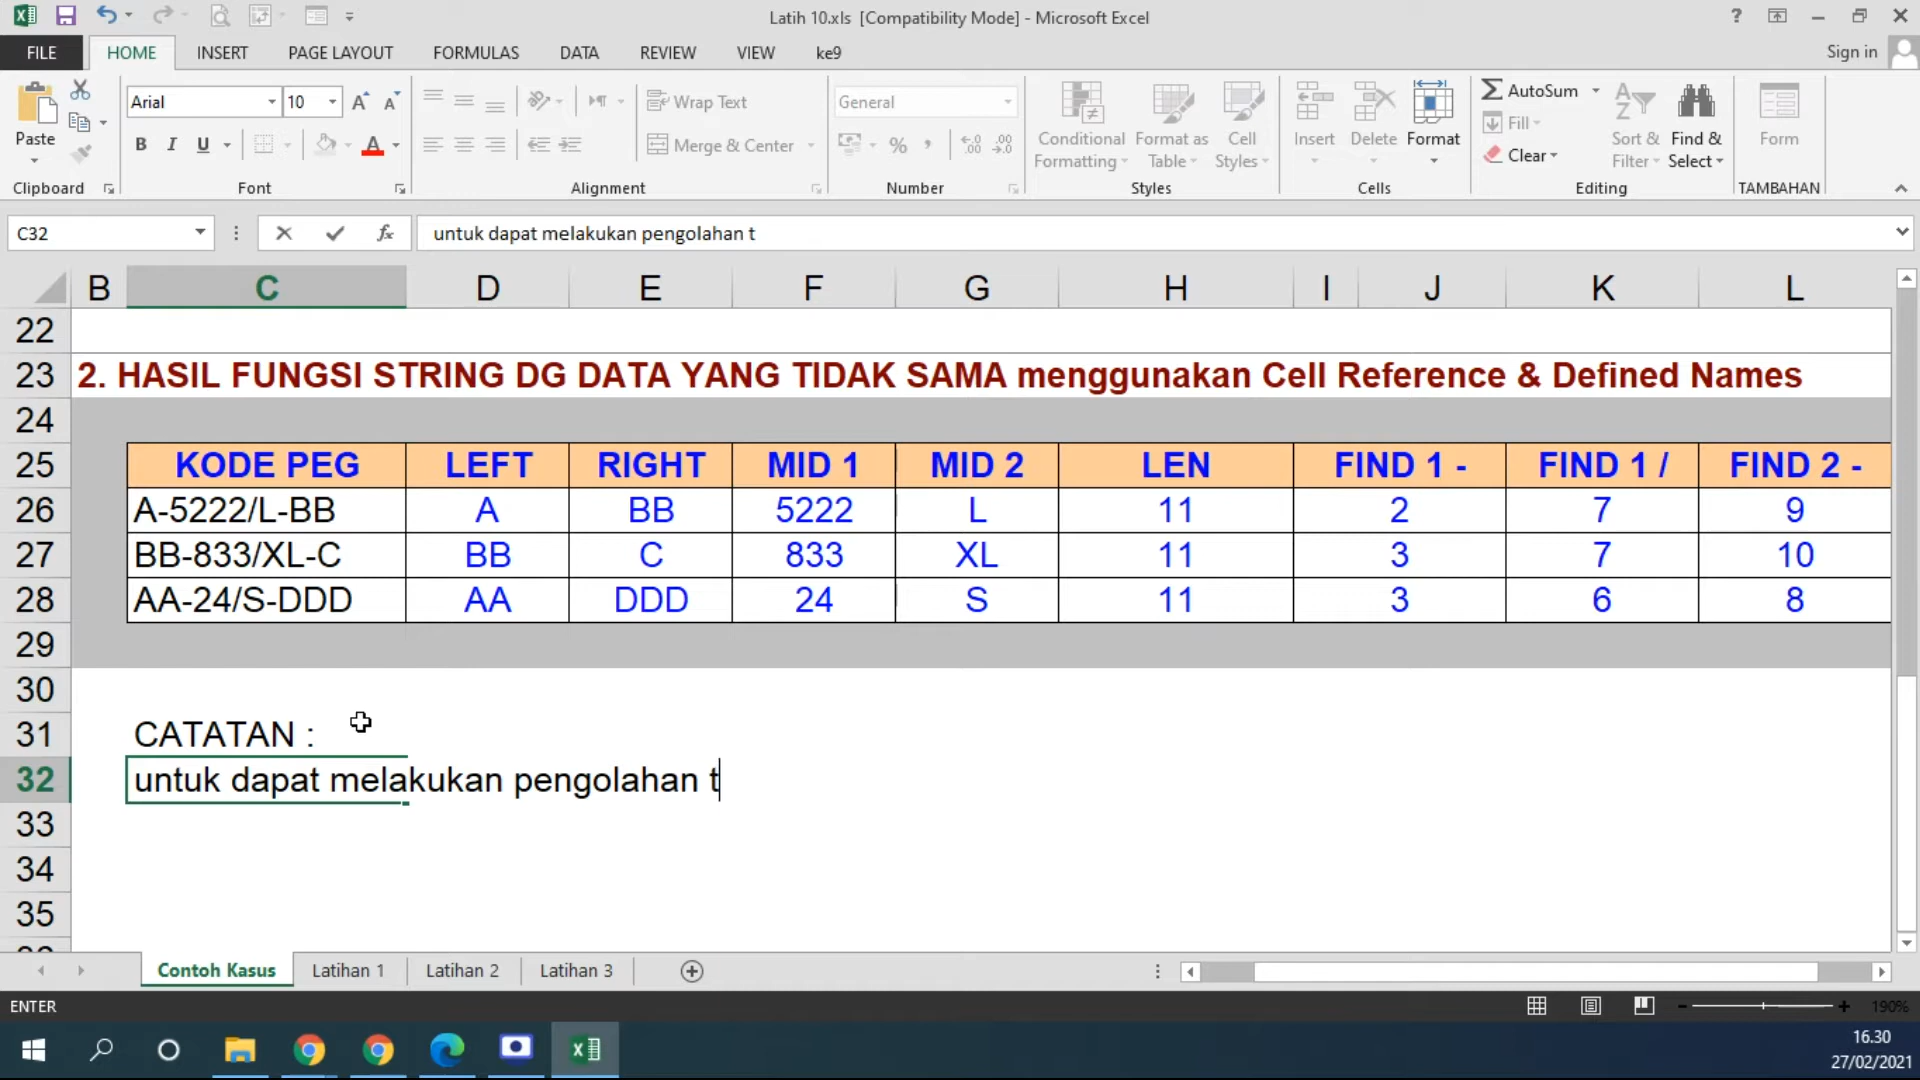 Latih 10.xls [Compatibility Mode] - Microsoft Excel
?
FILE HOME INSERT PAGE LAYOUT FORMULAS DATA REVIEW VIEW ke9 Sign in
Paste
Clipboard
Arial 10
B I U
Font
Wrap Text
Merge & Center
Alignment
General
%
Number
Conditional Formatting
Format as Table
Cell Styles
Styles
Insert Delete Format
Cells
AutoSum
Fill
Clear
Sort & Filter
Find & Select
Editing
Form
TAMBAHAN
C32 fx untuk dapat melakukan pengolahan t
B C D E F G H I J K L
22
23 2. HASIL FUNGSI STRING DG DATA YANG TIDAK SAMA menggunakan Cell Reference & Defined Names
24
25 KODE PEG LEFT RIGHT MID 1 MID 2 LEN FIND 1 - FIND 1 / FIND 2 -
26 A-5222/L-BB A BB 5222 L 11 2 7 9
27 BB-833/XL-C BB C 833 XL 11 3 7 10
28 AA-24/S-DDD AA DDD 24 S 11 3 6 8
29
30
31 CATATAN :
32 untuk dapat melakukan pengolahan t
33
34
35
Contoh Kasus Latihan 1 Latihan 2 Latihan 3
ENTER 190%
16.30
27/02/2021